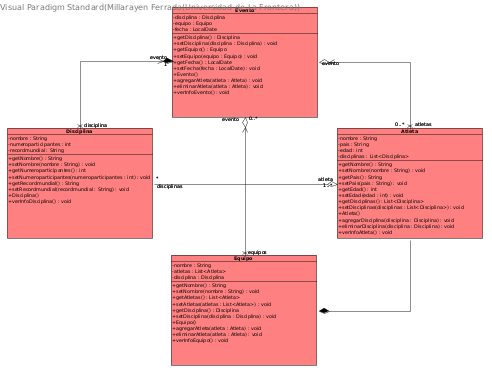 Visual Paradigm Standard(Millarayen Ferrada(Universidad de La Frontera))
Evento
-disciplina : Disciplina
-equipo : Equipo
-fecha : LocalDate
+getDisciplina() : Disciplina
+setDisciplina(disciplina : Disciplina) : void
+getEquipo() : Equipo
+setEquipo(equipo : Equipo) : void
+getFecha() : LocalDate
+setFecha(fecha : LocalDate) : void
+Evento()
+agregarAtleta(atleta : Atleta) : void
+eliminarAtleta(atleta : Atleta) : void
+verInfoEvento() : void
evento
1
evento
evento
0..*
disciplina
0..*
atletas
Disciplina
-nombre : String
-numeroparticipantes : int
-recordmundial : String
+getNombre() : String
+setNombre(nombre : String) : void
+getNumeroparticipantes() : int
+setNumeroparticipantes(numeroparticipantes : int) : void
+getRecordmundial() : String
+setRecordmundial(recordmundial : String) : void
+Disciplina()
+verInfoDisciplina() : void
*
disciplinas
atleta
1..*
Atleta
-nombre : String
-pais : String
-edad : int
-disciplinas : List<Disciplina>
+getNombre() : String
+setNombre(nombre : String) : void
+getPais() : String
+setPais(pais : String) : void
+getEdad() : int
+setEdad(edad : int) : void
+getDisciplinas() : List<Disciplina>
+setDisciplinas(disciplinas : List<Disciplina>) : void
+Atleta()
+agregarDisciplina(disciplina : Disciplina) : void
+eliminarDisciplina(disciplina : Disciplina) : void
+verInfoAtleta() : void
equipos
Equipo
-nombre : String
-atletas : List<Atleta>
-disciplina : Disciplina
+getNombre() : String
+setNombre(nombre : String) : void
+getAtletas() : List<Atleta>
+setAtletas(atletas : List<Atleta>) : void
+getDisciplina() : Disciplina
+setDisciplina(disciplina : Disciplina) : void
+Equipo()
+agregarAtleta(atleta : Atleta) : void
+eliminarAtleta(atleta : Atleta) : void
+verInfoEquipo() : void